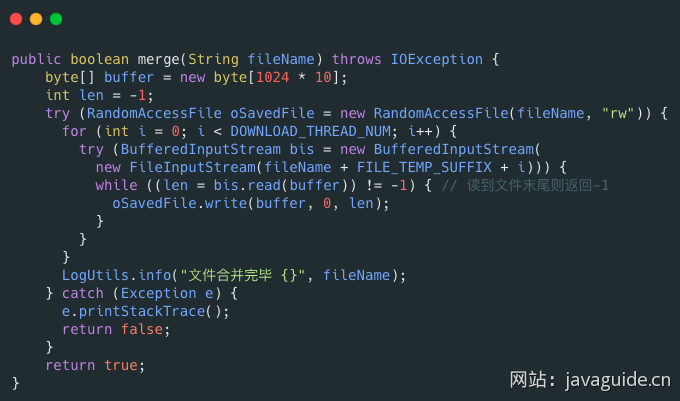 public boolean merge(String fileName) throws IOException {
    byte[] buffer = new byte[1024 * 10];
    int len = -1;
    try (RandomAccessFile oSavedFile = new RandomAccessFile(fileName, "rw")) {
      for (int i = 0; i < DOWNLOAD_THREAD_NUM; i++) {
        try (BufferedInputStream bis = new BufferedInputStream(
          new FileInputStream(fileName + FILE_TEMP_SUFFIX + i))) {
          while ((len = bis.read(buffer)) != -1) { // 读到文件末尾则返回-1
            oSavedFile.write(buffer, 0, len);
          }
        }
      }
      LogUtils.info("文件合并完毕 {}", fileName);
    } catch (Exception e) {
      e.printStackTrace();
      return false;
    }
    return true;
}
网站：javaguide.cn